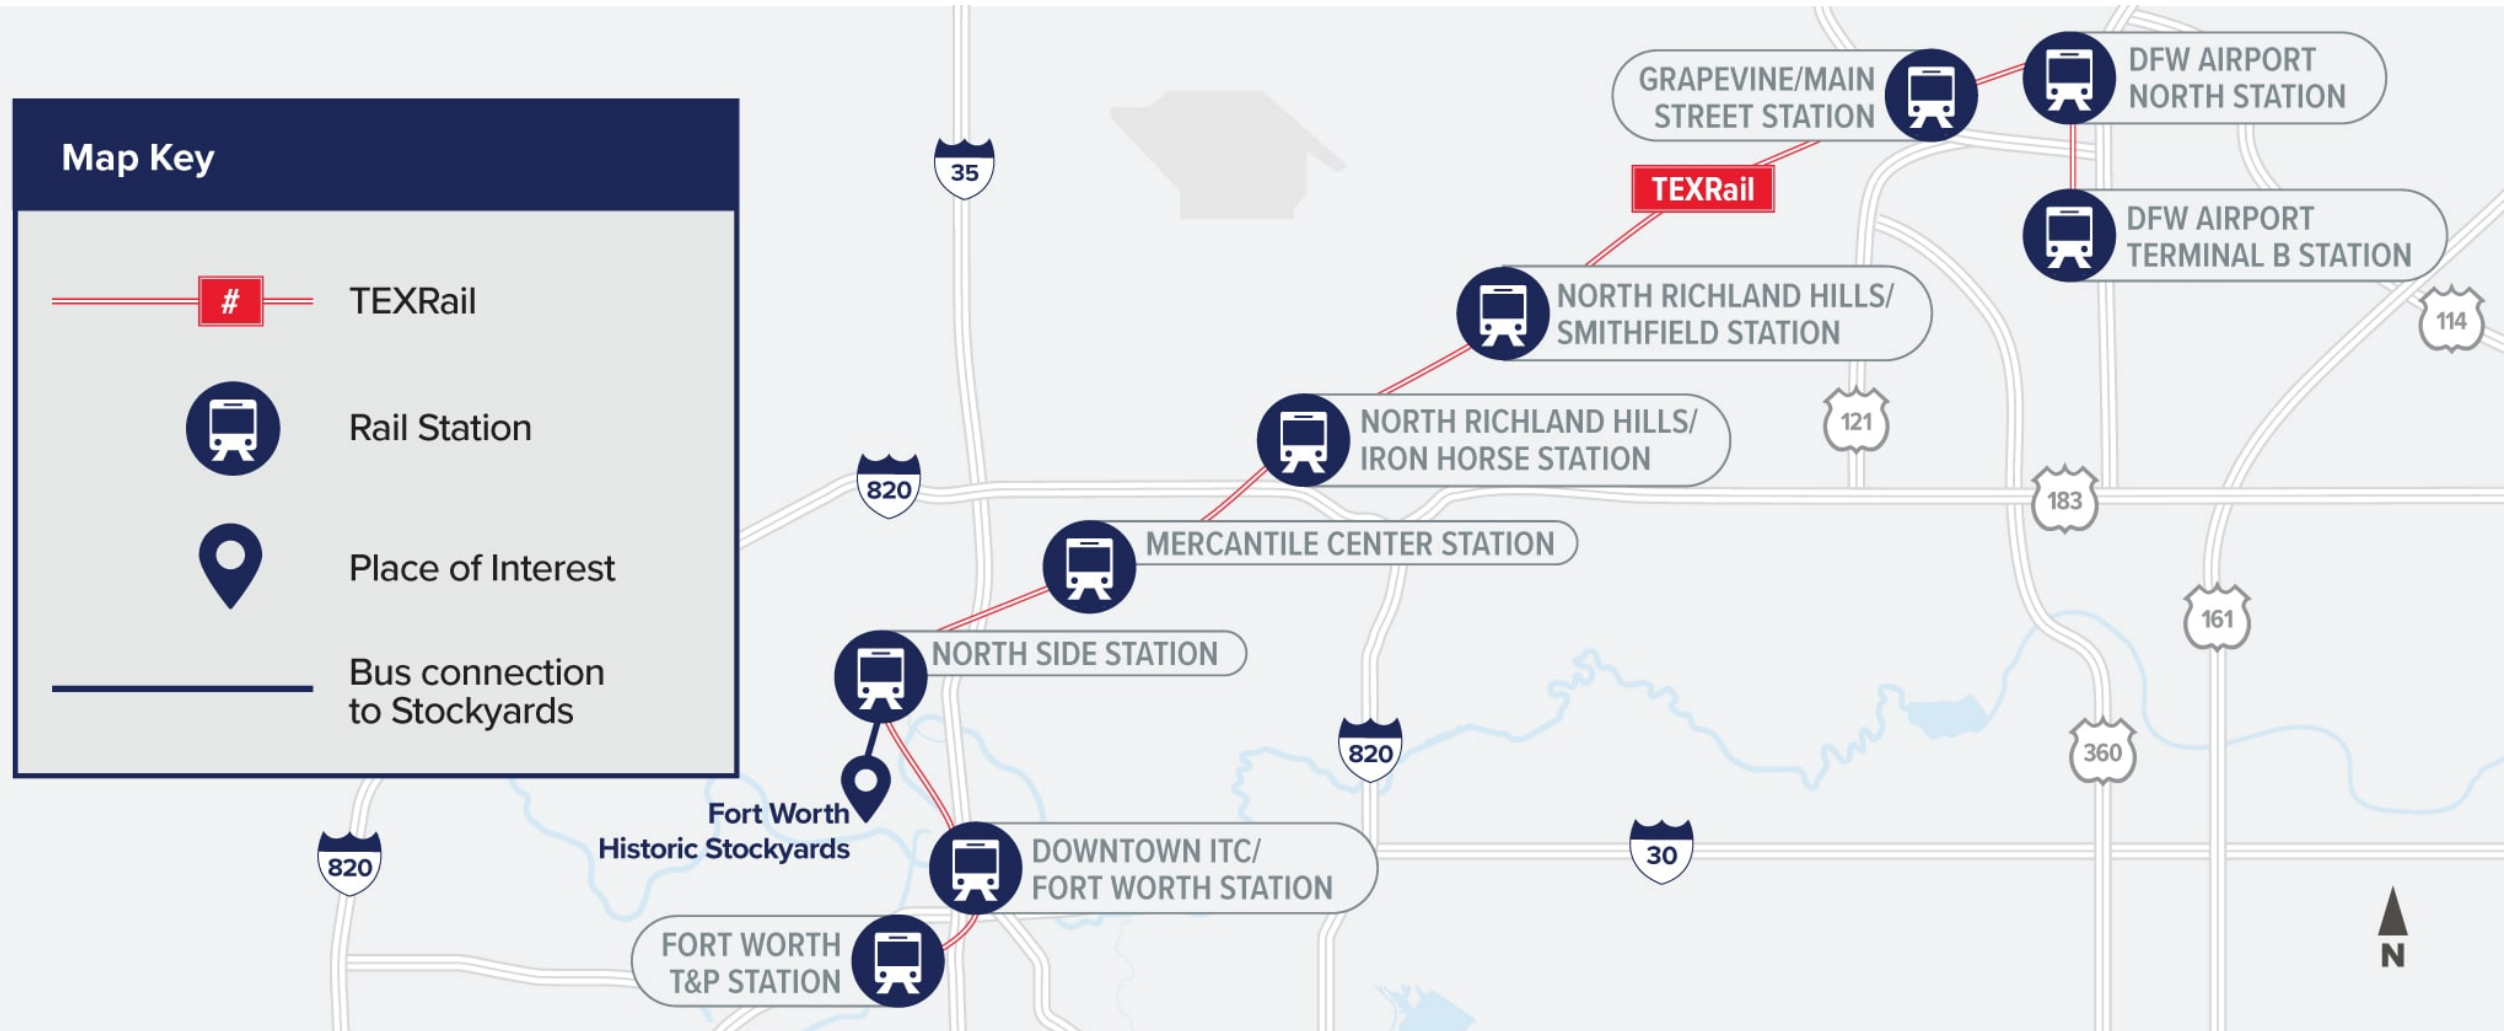 Map Key
#
TEXRail
Rail Station
Place of Interest
Bus connection
to Stockyards
GRAPEVINE/MAIN
STREET STATION
DFW AIRPORT
NORTH STATION
TEXRail
DFW AIRPORT
TERMINAL B STATION
NORTH RICHLAND HILLS/
SMITHFIELD STATION
NORTH RICHLAND HILLS/
IRON HORSE STATION
MERCANTILE CENTER STATION
NORTH SIDE STATION
Fort Worth
Historic Stockyards
DOWNTOWN ITC/
FORT WORTH STATION
FORT WORTH
T&P STATION
35
114
121
820
183
161
820
360
820
30
N